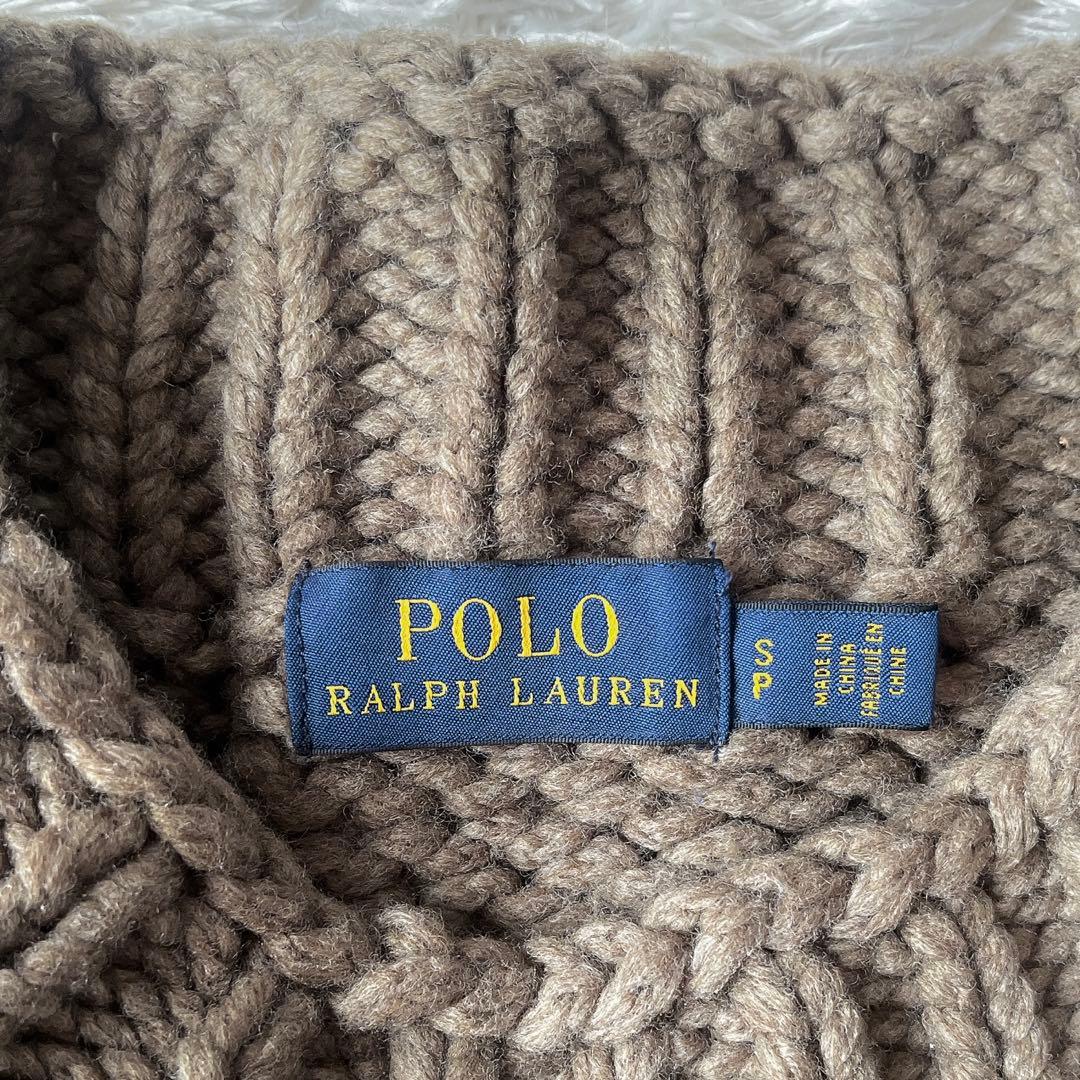 POLO
RALPH LAUREN
S
P
MADE IN
CHINA
FABRIQUÉ EN
CHINE